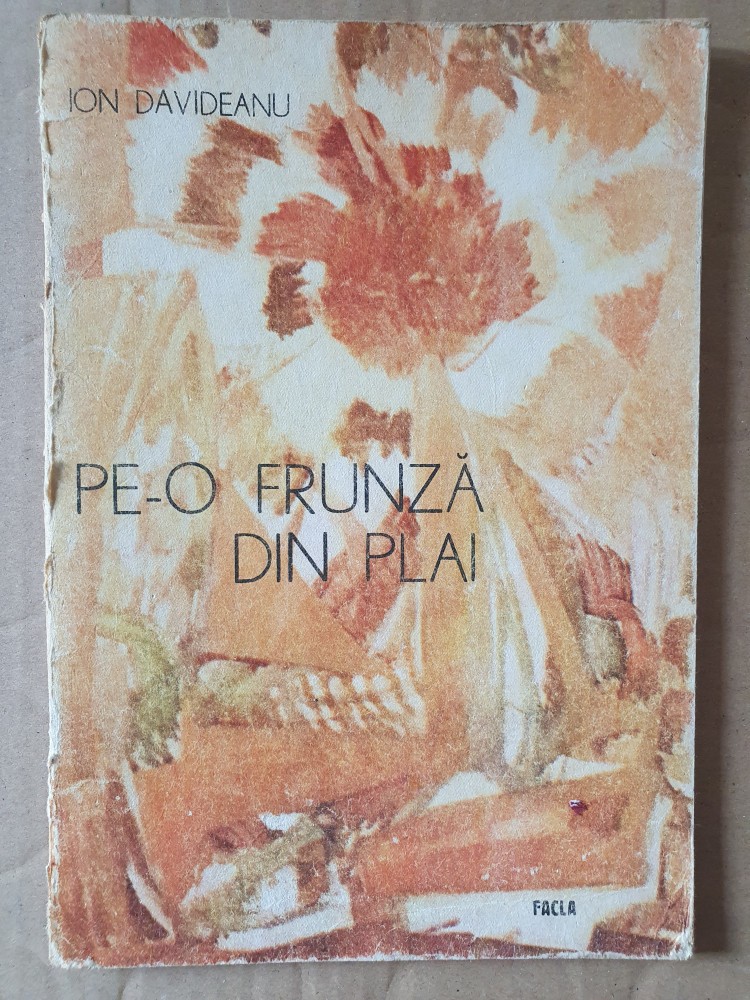 ION DAVIDEANU
PE-O FRUNZĂ
DIN PLAI
FACLA